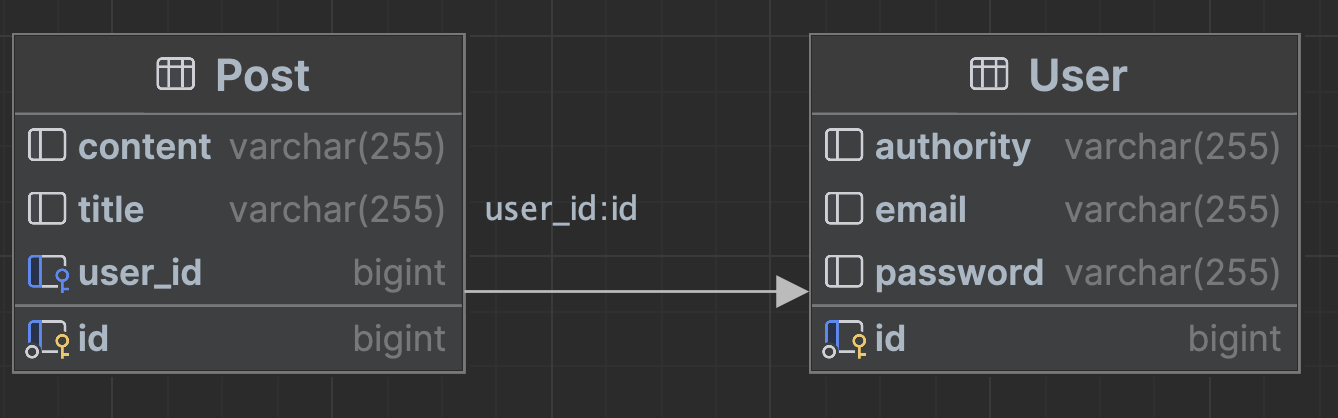 Post
content varchar(255)
title varchar(255)
user_id bigint
id bigint
user_id:id
User
authority varchar(255)
email varchar(255)
password varchar(255)
id bigint